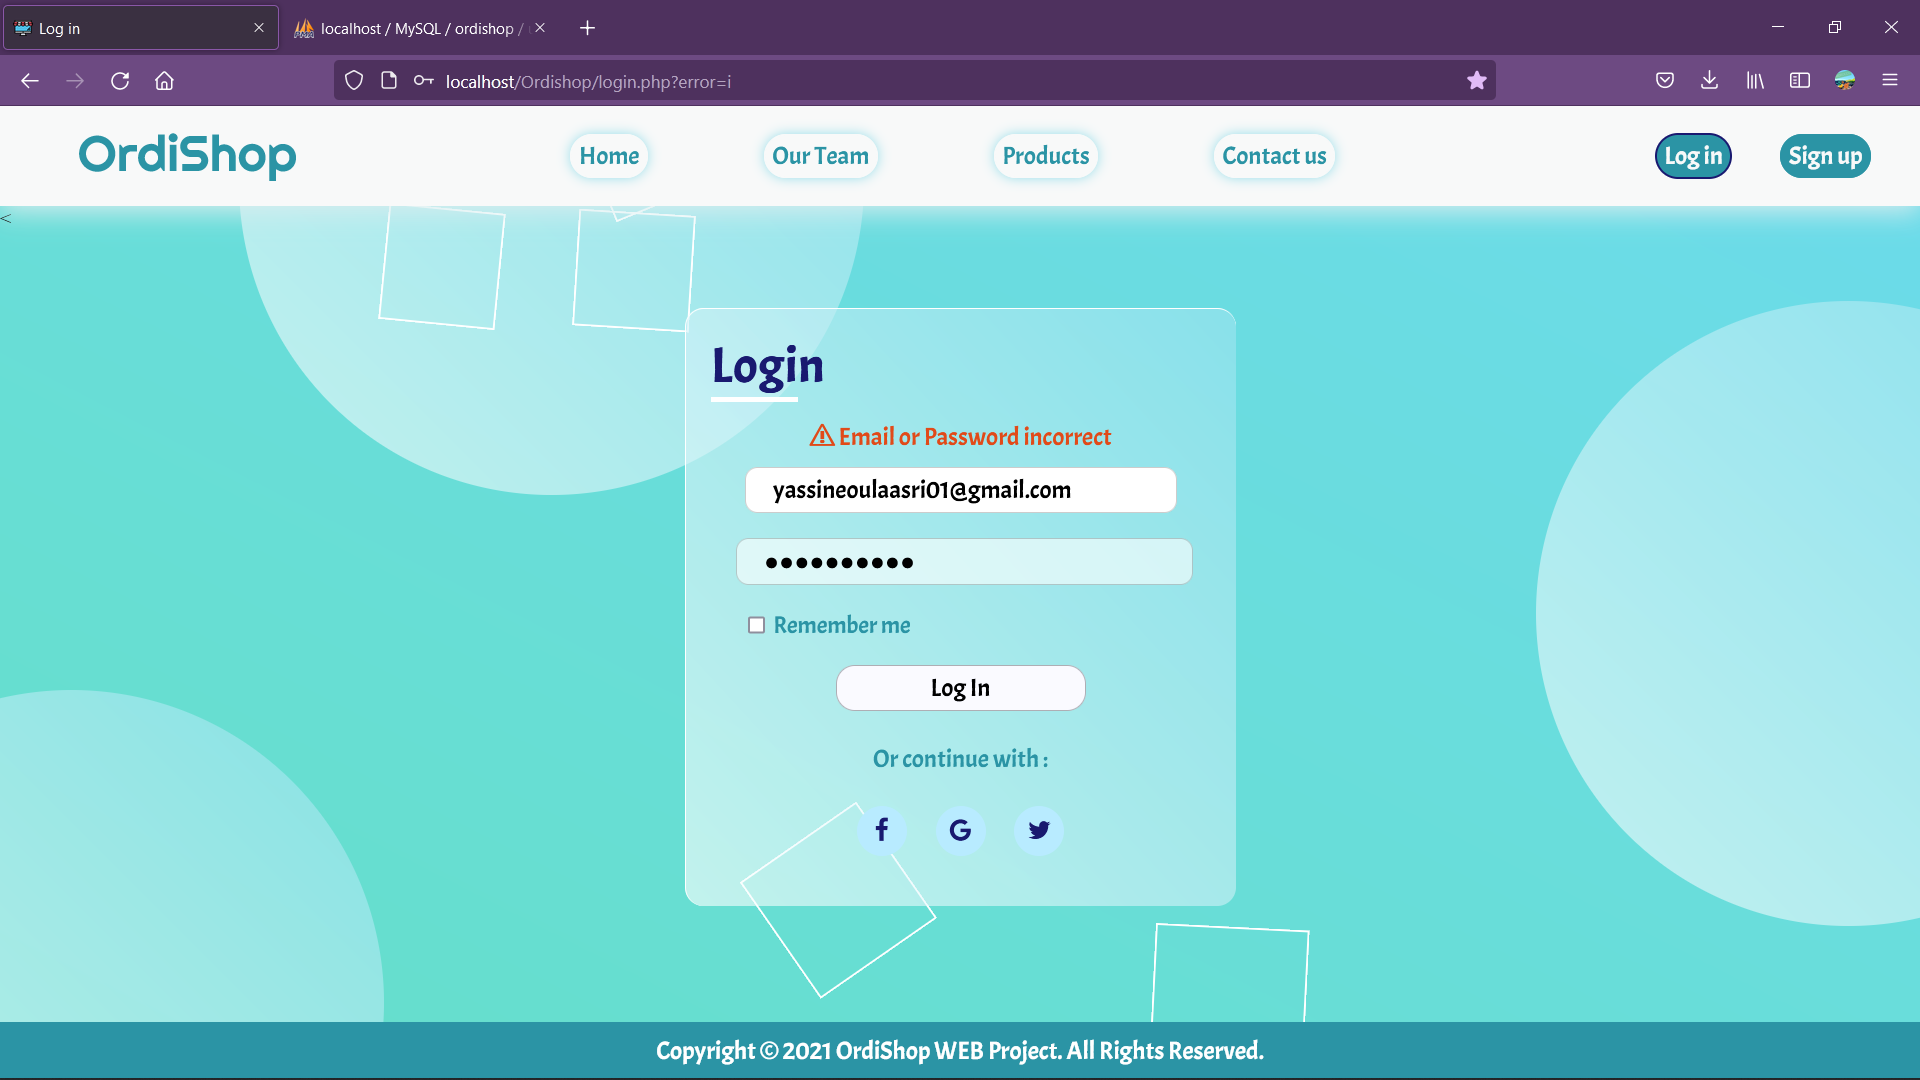 Log in
localhost / MySQL / ordishop /
localhost/Ordishop/login.php?error=i
OrdiShop
Home
Our Team
Products
Contact us
Log in
Sign up
<
Login
Email or Password incorrect
yassineoulaasri01@gmail.com
Remember me
Log In
Or continue with :
Copyright © 2021 OrdiShop WEB Project. All Rights Reserved.